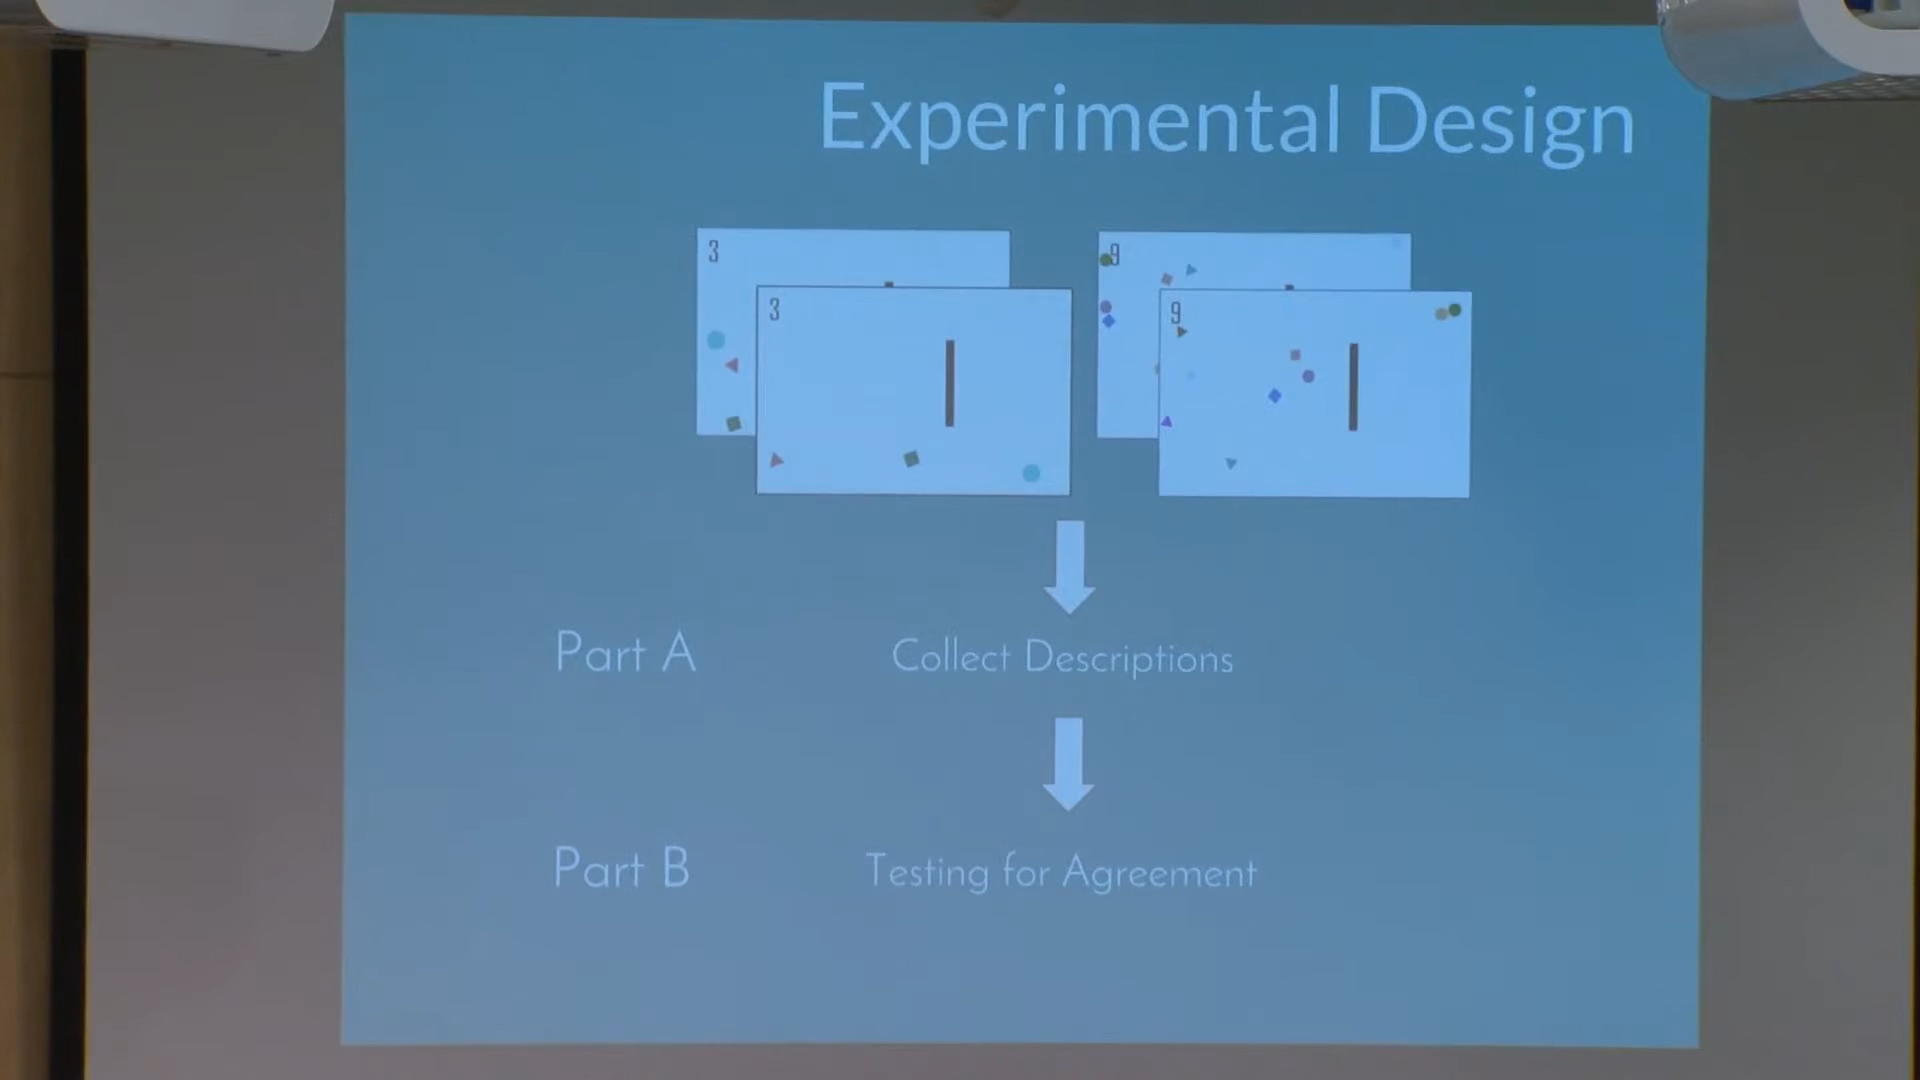 Experimental Design
3
3
9
9
Part A
Collect Descriptions
Part B
Testing for Agreement